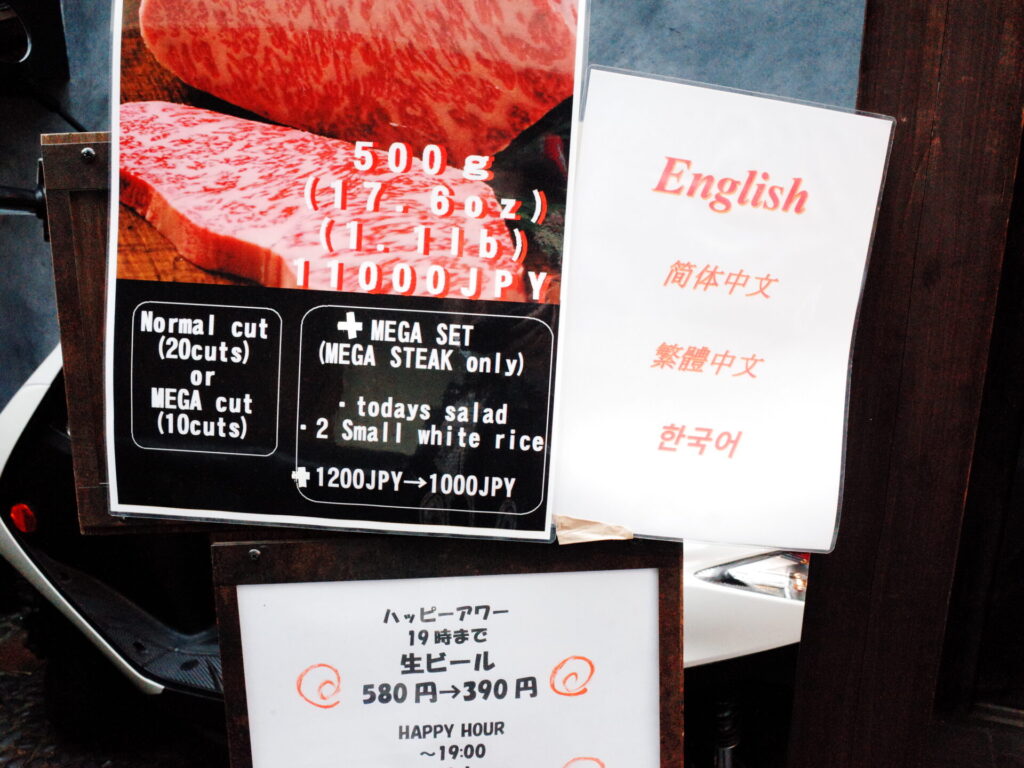 500g
(17.6oz)
(1.1lb)
11000JPY
Normal cut
(20cuts)
or
MEGA cut
(10cuts)
+ MEGA SET
(MEGA STEAK only)
・todays salad
・2 Small white rice
+1200JPY→1000JPY
English
简体中文
繁體中文
한국어
ハッピーアワー
19時まで
生ビール
580円→390円
HAPPY HOUR
～19:00